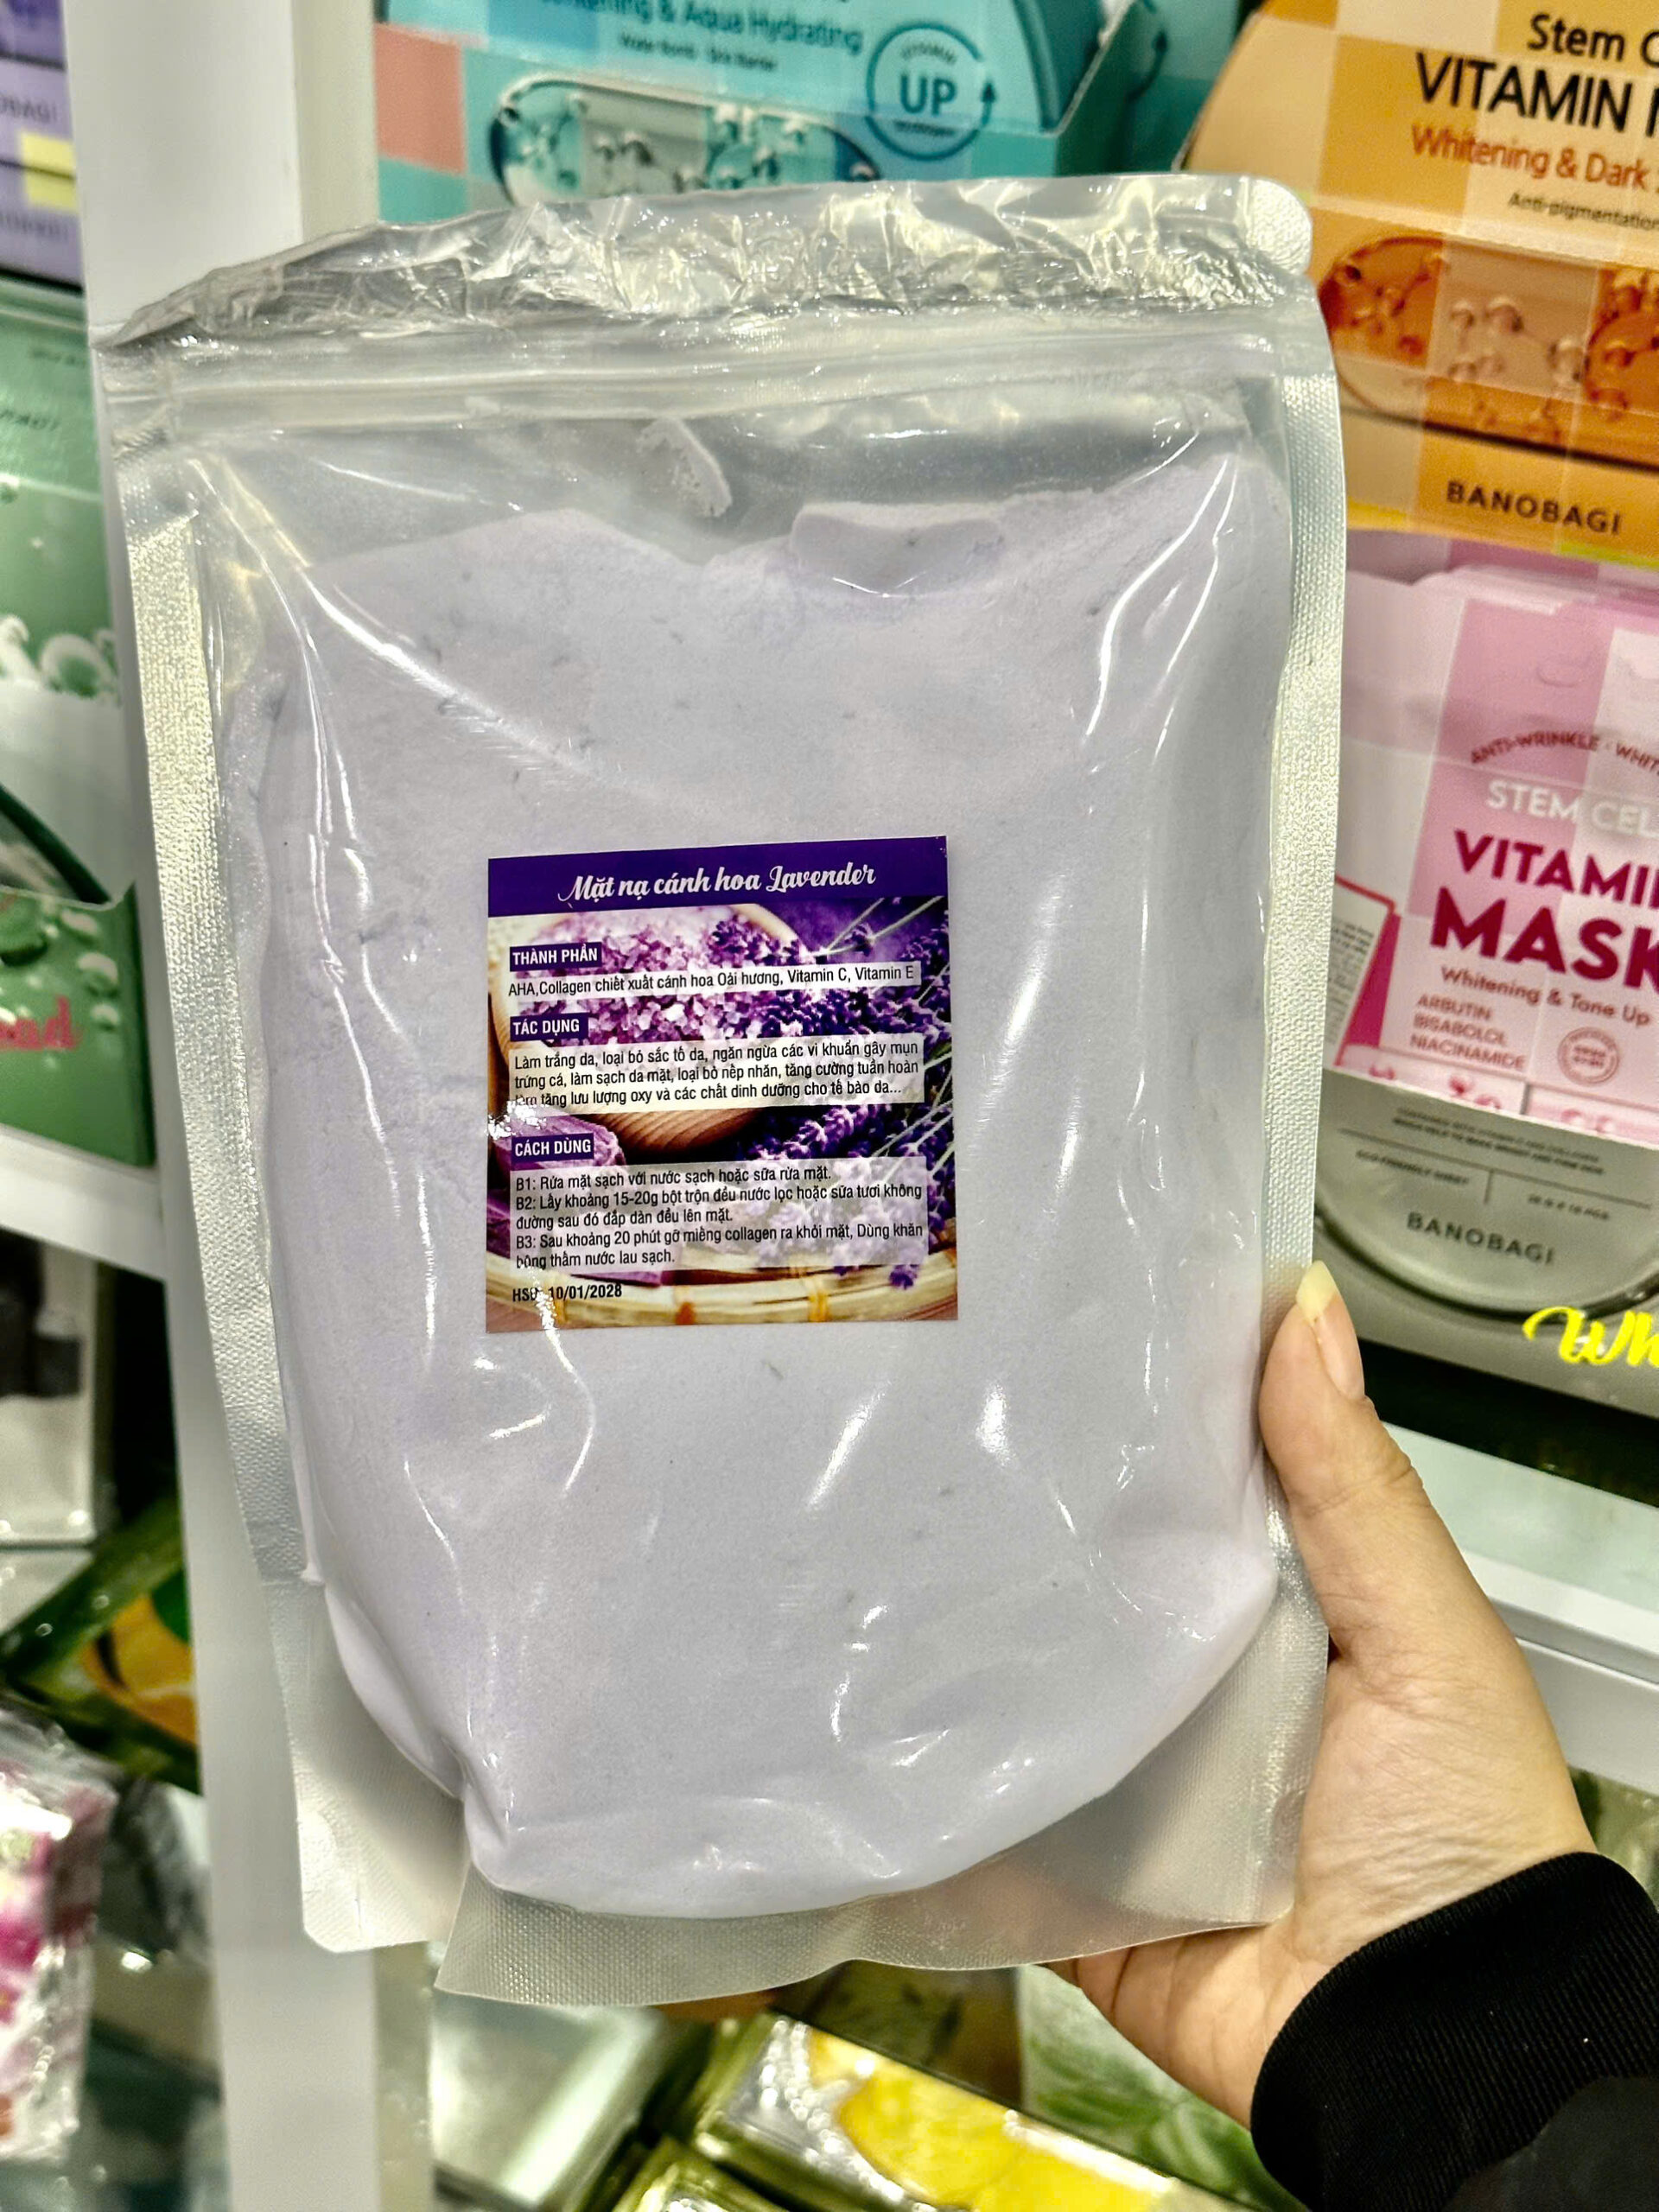 & Aqua Hydrating
UP
Stem
VITAMIN
Whitening & Dark
Anti-pigmentation
BANOBAGI
ANTI-WRINKLE
STEM
VITAMI
MASK
Whitening & Tone Up
ARBUTIN
BISABOLOL
NIACINAMIDE
BANOBAGI
Mặt nạ cánh hoa Lavender
THÀNH PHẦN
AHA,Collagen chiết xuất cánh hoa Oải hương, Vitamin C, Vitamin E
TÁC DỤNG
Làm trắng da, loại bỏ sắc tố da, ngăn ngừa các vi khuẩn gây mụn
trứng cá, làm sạch da mặt, loại bỏ nếp nhăn, tăng cường tuần hoàn
làm tăng lưu lượng oxy và các chất dinh dưỡng cho tế bào da...
CÁCH DÙNG
B1: Rửa mặt sạch với nước sạch hoặc sữa rửa mặt.
B2: Lấy khoảng 15-20g bột trộn đều nước lọc hoặc sữa tươi không
đường sau đó đắp dàn đều lên mặt.
B3: Sau khoảng 20 phút gỡ miếng collagen ra khỏi mặt, Dùng khăn
bông thấm nước lau sạch.
HSD 10/01/2028